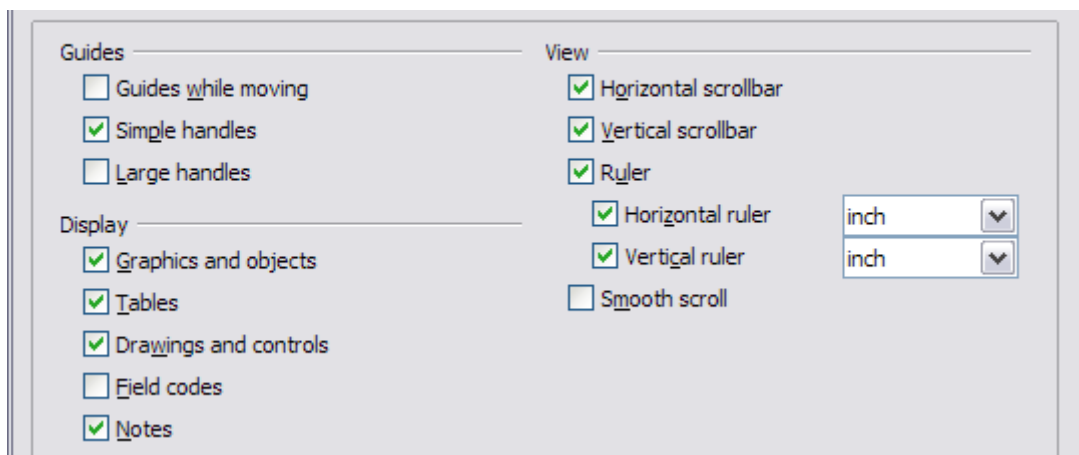 Guides
Guides while moving
Simple handles
Large handles
Display
Graphics and objects
Tables
Drawings and controls
Field codes
Notes
View
Horizontal scrollbar
Vertical scrollbar
Ruler
Horizontal ruler inch
Vertical ruler inch
Smooth scroll